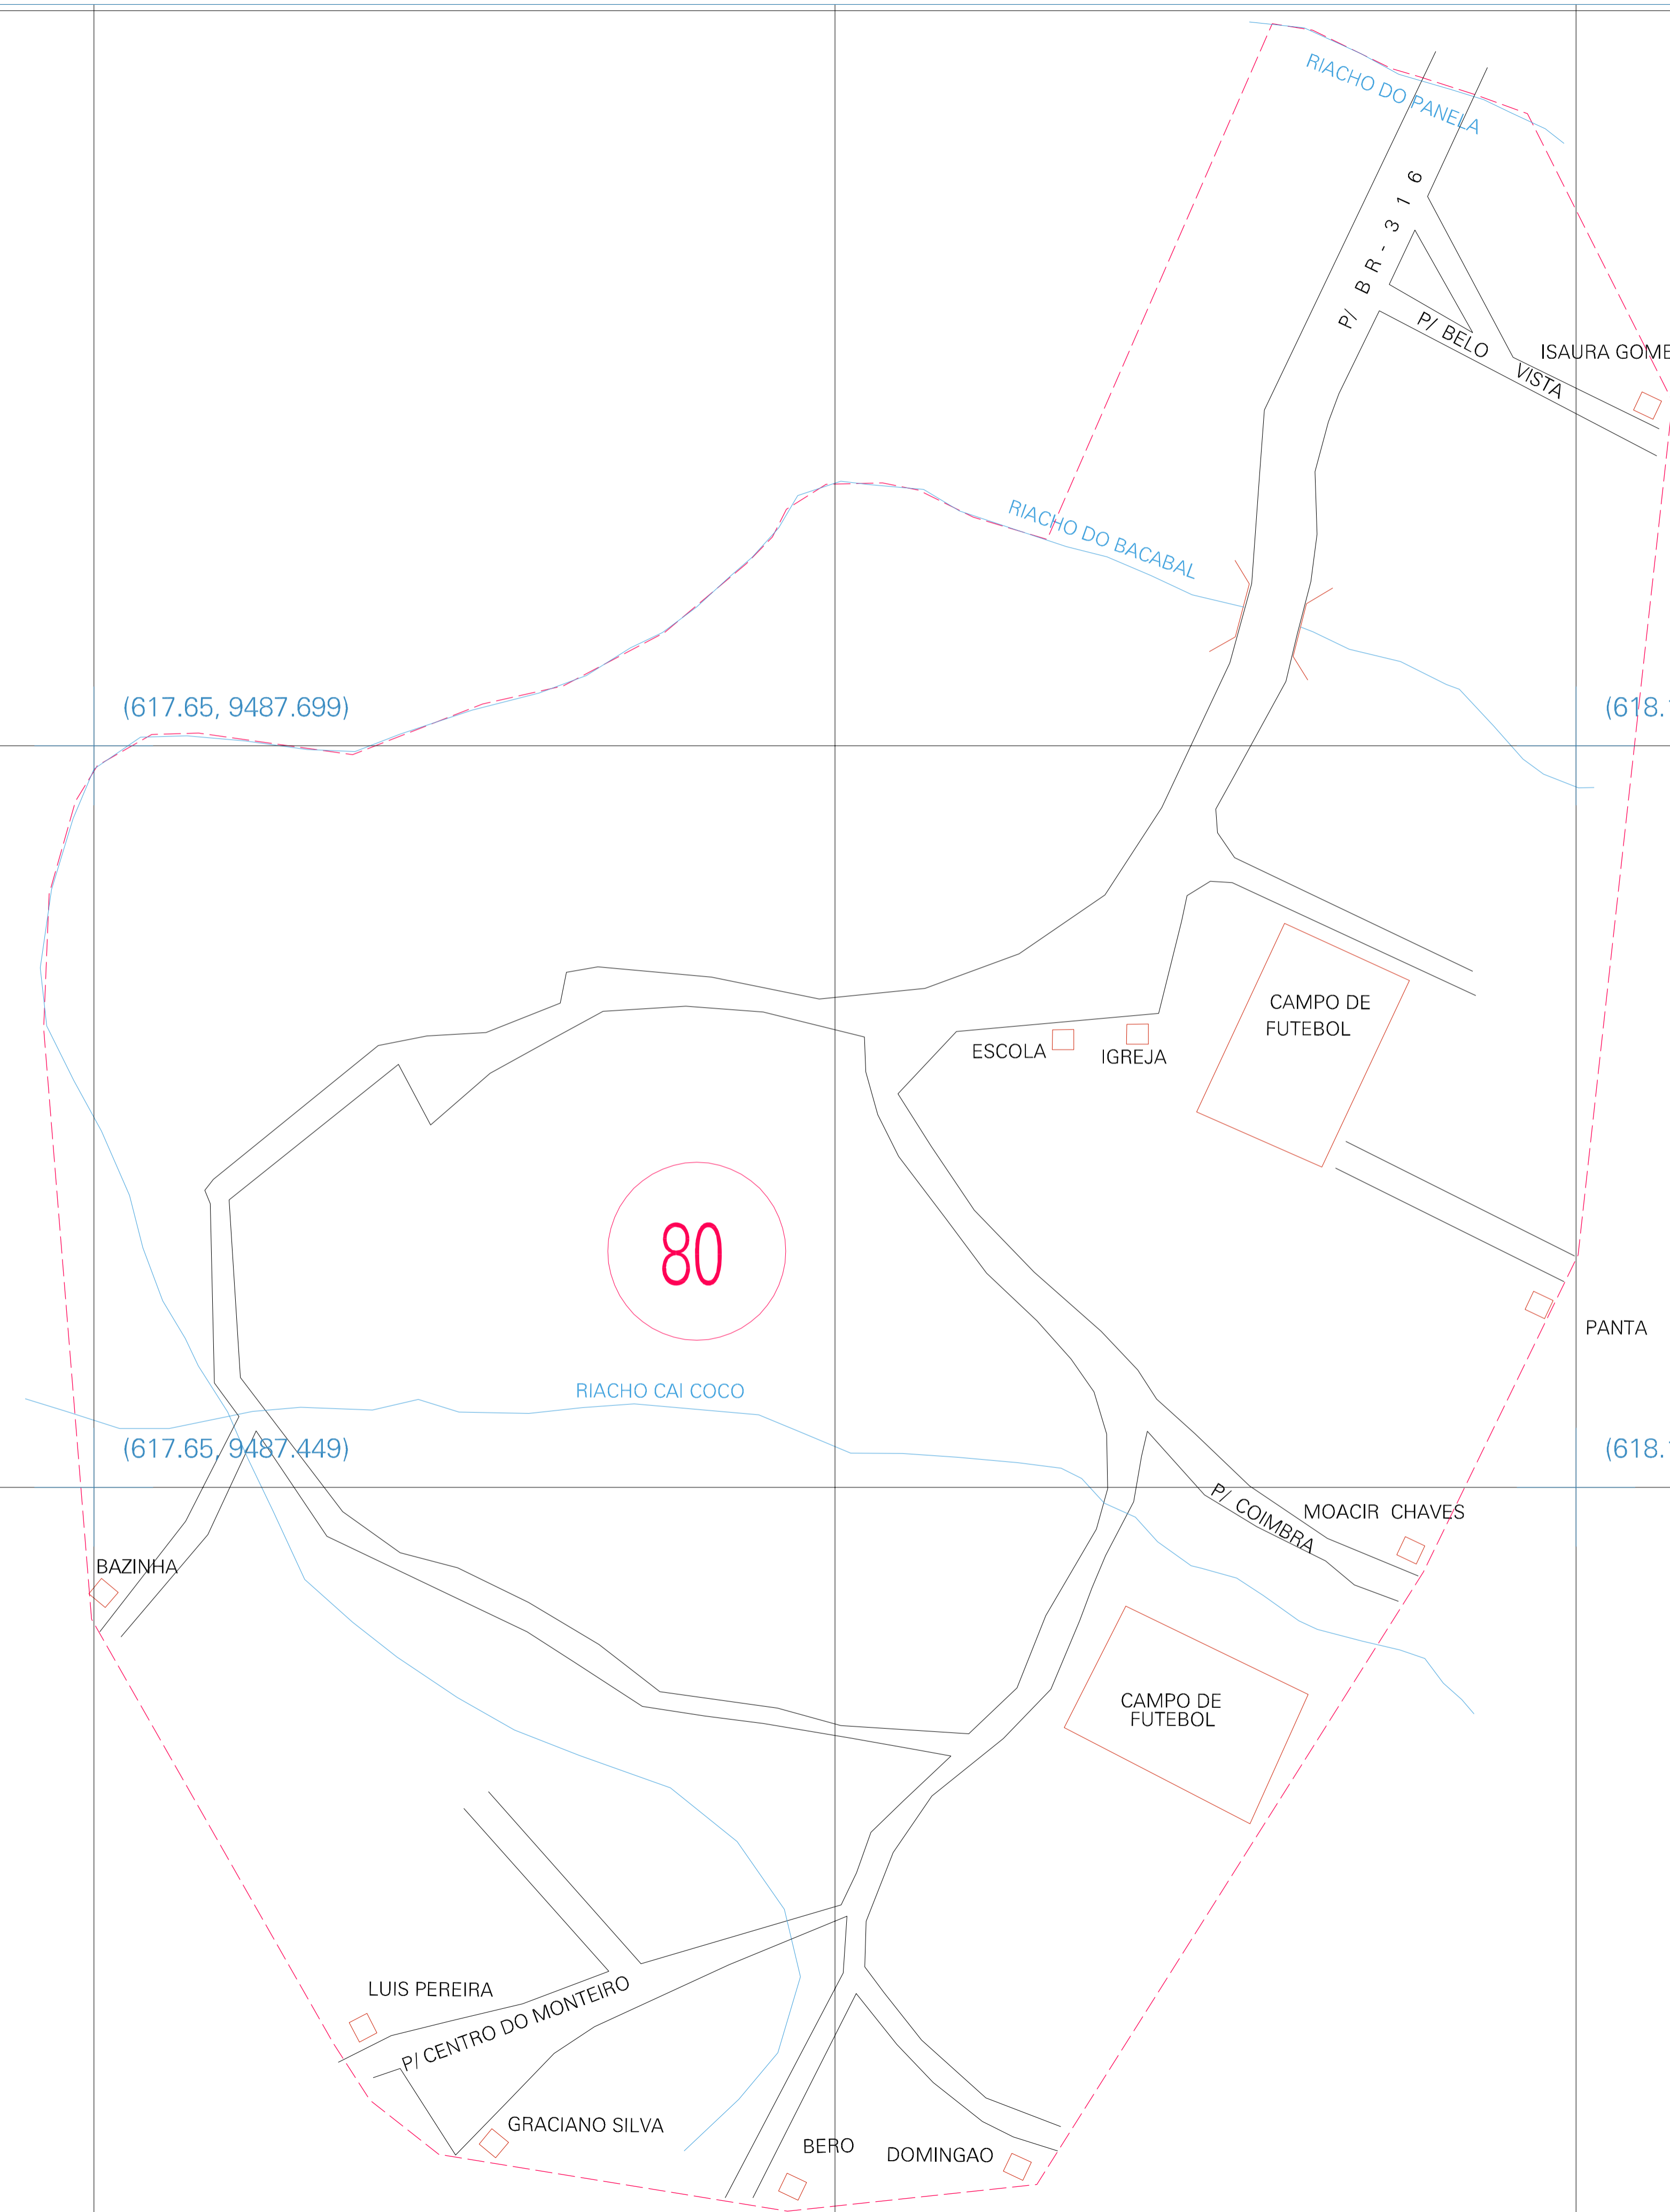 RIACHO DO PANELA
P/ BR - 316
P/ BELO
VISTA
ISAURA GOME
RIACHO DO BACABAL
(617.65, 9487.699)
(618.
CAMPO DE
FUTEBOL
ESCOLA
IGREJA
80
PANTA
RIACHO CAI COCO
(617.65, 9487.449)
(618.
P/ COIMBRA
MOACIR CHAVES
BAZINHA
CAMPO DE
FUTEBOL
LUIS PEREIRA
P/ CENTRO DO MONTEIRO
GRACIANO SILVA
BERO
DOMINGAO